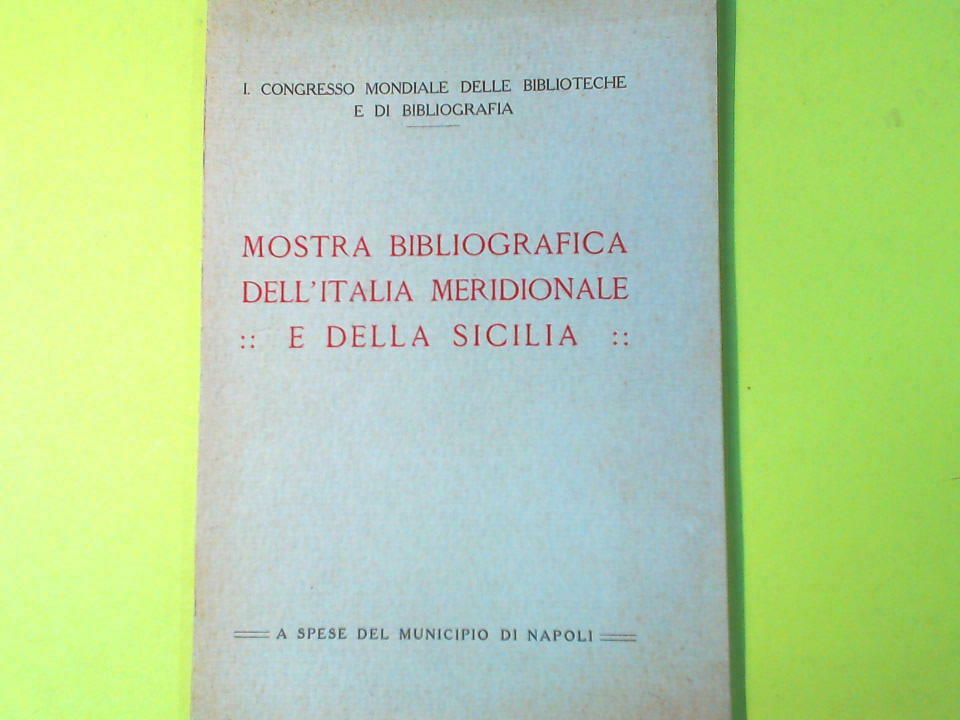 I. CONGRESSO MONDIALE DELLE BIBLIOTECHE
E DI BIBLIOGRAFIA
MOSTRA BIBLIOGRAFICA
DELL'ITALIA MERIDIONALE
:: E DELLA SICILIA ::
A SPESE DEL MUNICIPIO DI NAPOLI